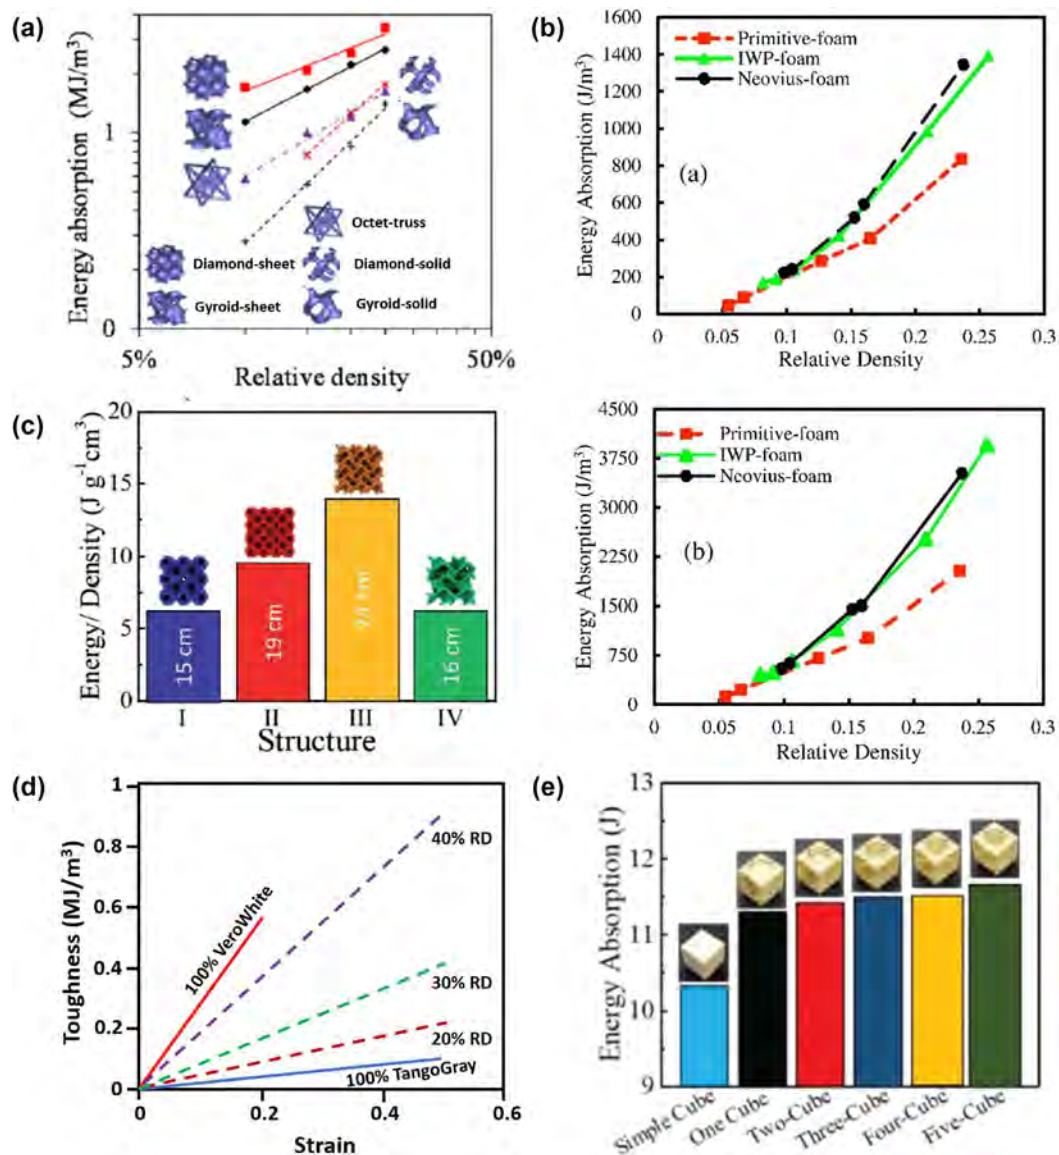 (a)
Energy absorption (MJ/m³)
1
1
5%
50%
Relative density
Octet-truss
Diamond-sheet
Diamond-solid
Gyroid-sheet
Gyroid-solid
(b)
1600
1400
1200
1000
800
600
400
200
0
Energy Absorption (J/m³)
Primitive-foam
IWP-foam
Neovius-foam
(a)
0
0.05
0.1
0.15
0.2
0.25
0.3
Relative Density
(c)
20
15
10
5
0
Energy/ Density (J g⁻¹cm³)
15 cm
19 cm
16 cm
I
II
III
IV
Structure
4500
3750
3000
2250
1500
750
0
Energy Absorption (J/m³)
Primitive-foam
IWP-foam
Neovius-foam
(b)
0
0.05
0.1
0.15
0.2
0.25
0.3
Relative Density
(d)
1
0.8
0.6
0.4
0.2
0
Toughness (MJ/m³)
100% VeroWhite
40% RD
30% RD
20% RD
100% TangoGray
0
0.2
0.4
0.6
Strain
(e)
13
12
11
10
9
Energy Absorption (J)
Simple Cube
One Cube
Two-Cube
Three-Cube
Four-Cube
Five-Cube